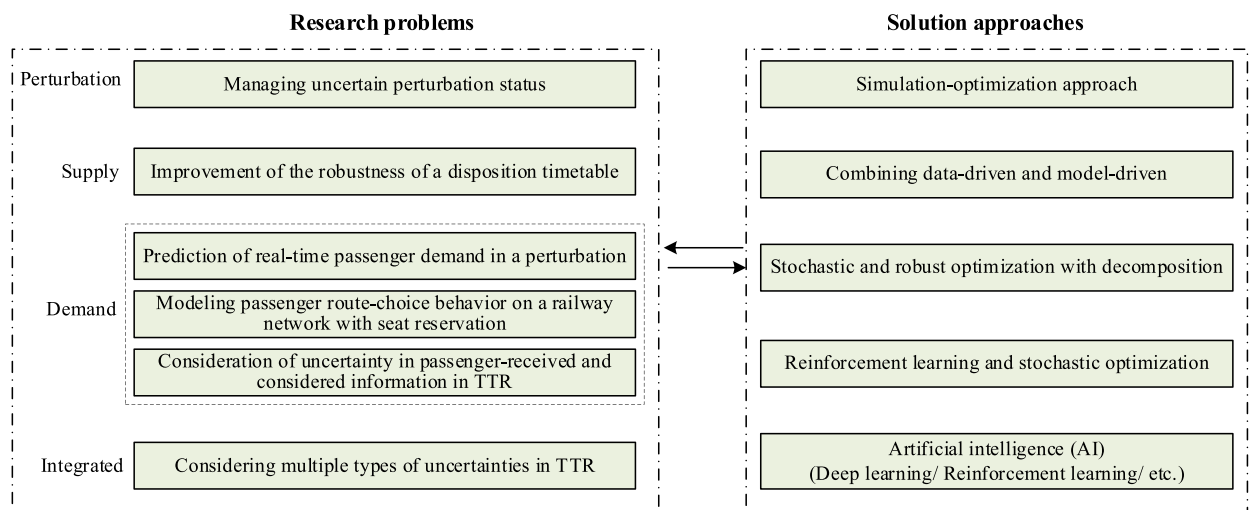 Research problems
Perturbation
Managing uncertain perturbation status
Supply
Improvement of the robustness of a disposition timetable
Demand
Prediction of real-time passenger demand in a perturbation
Modeling passenger route-choice behavior on a railway
network with seat reservation
Consideration of uncertainty in passenger-received and
considered information in TTR
Integrated
Considering multiple types of uncertainties in TTR
Solution approaches
Simulation-optimization approach
Combining data-driven and model-driven
Stochastic and robust optimization with decomposition
Reinforcement learning and stochastic optimization
Artificial intelligence (AI)
(Deep learning/ Reinforcement learning/ etc.)